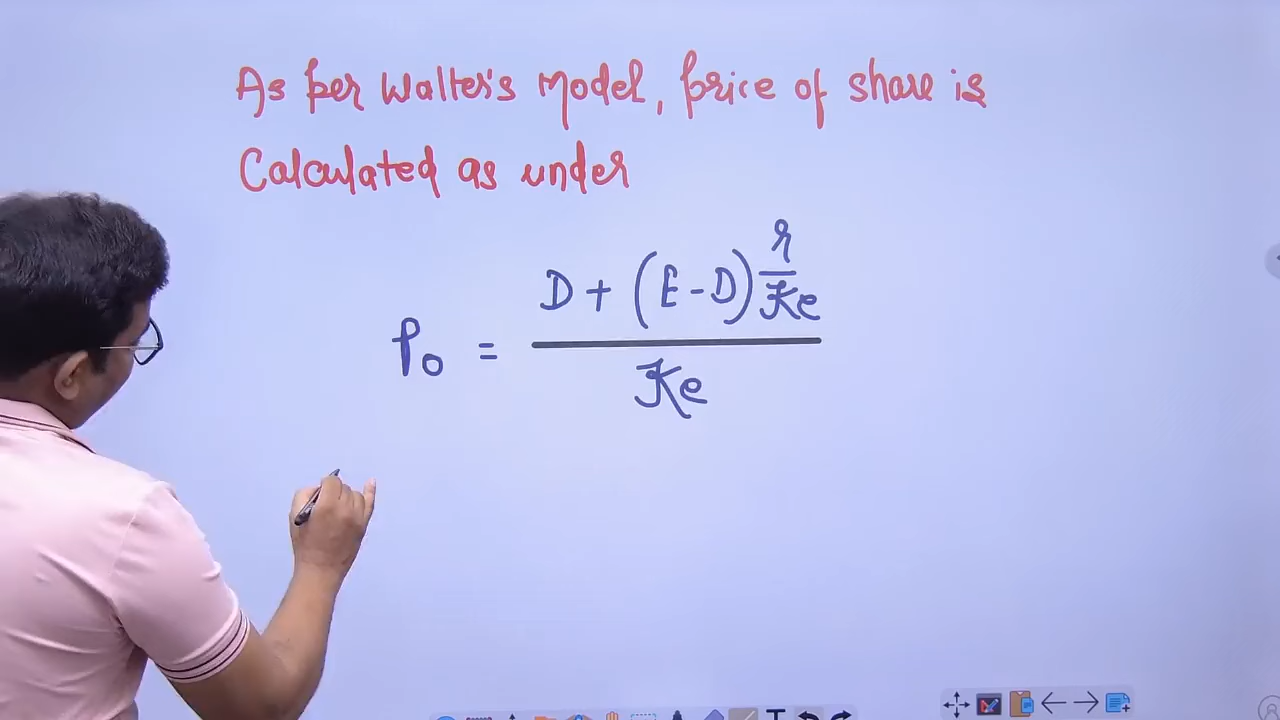 As per Walter's Model, price of share is
Calculated as under
P₀ = (D + (E - D) r/Ke) / Ke